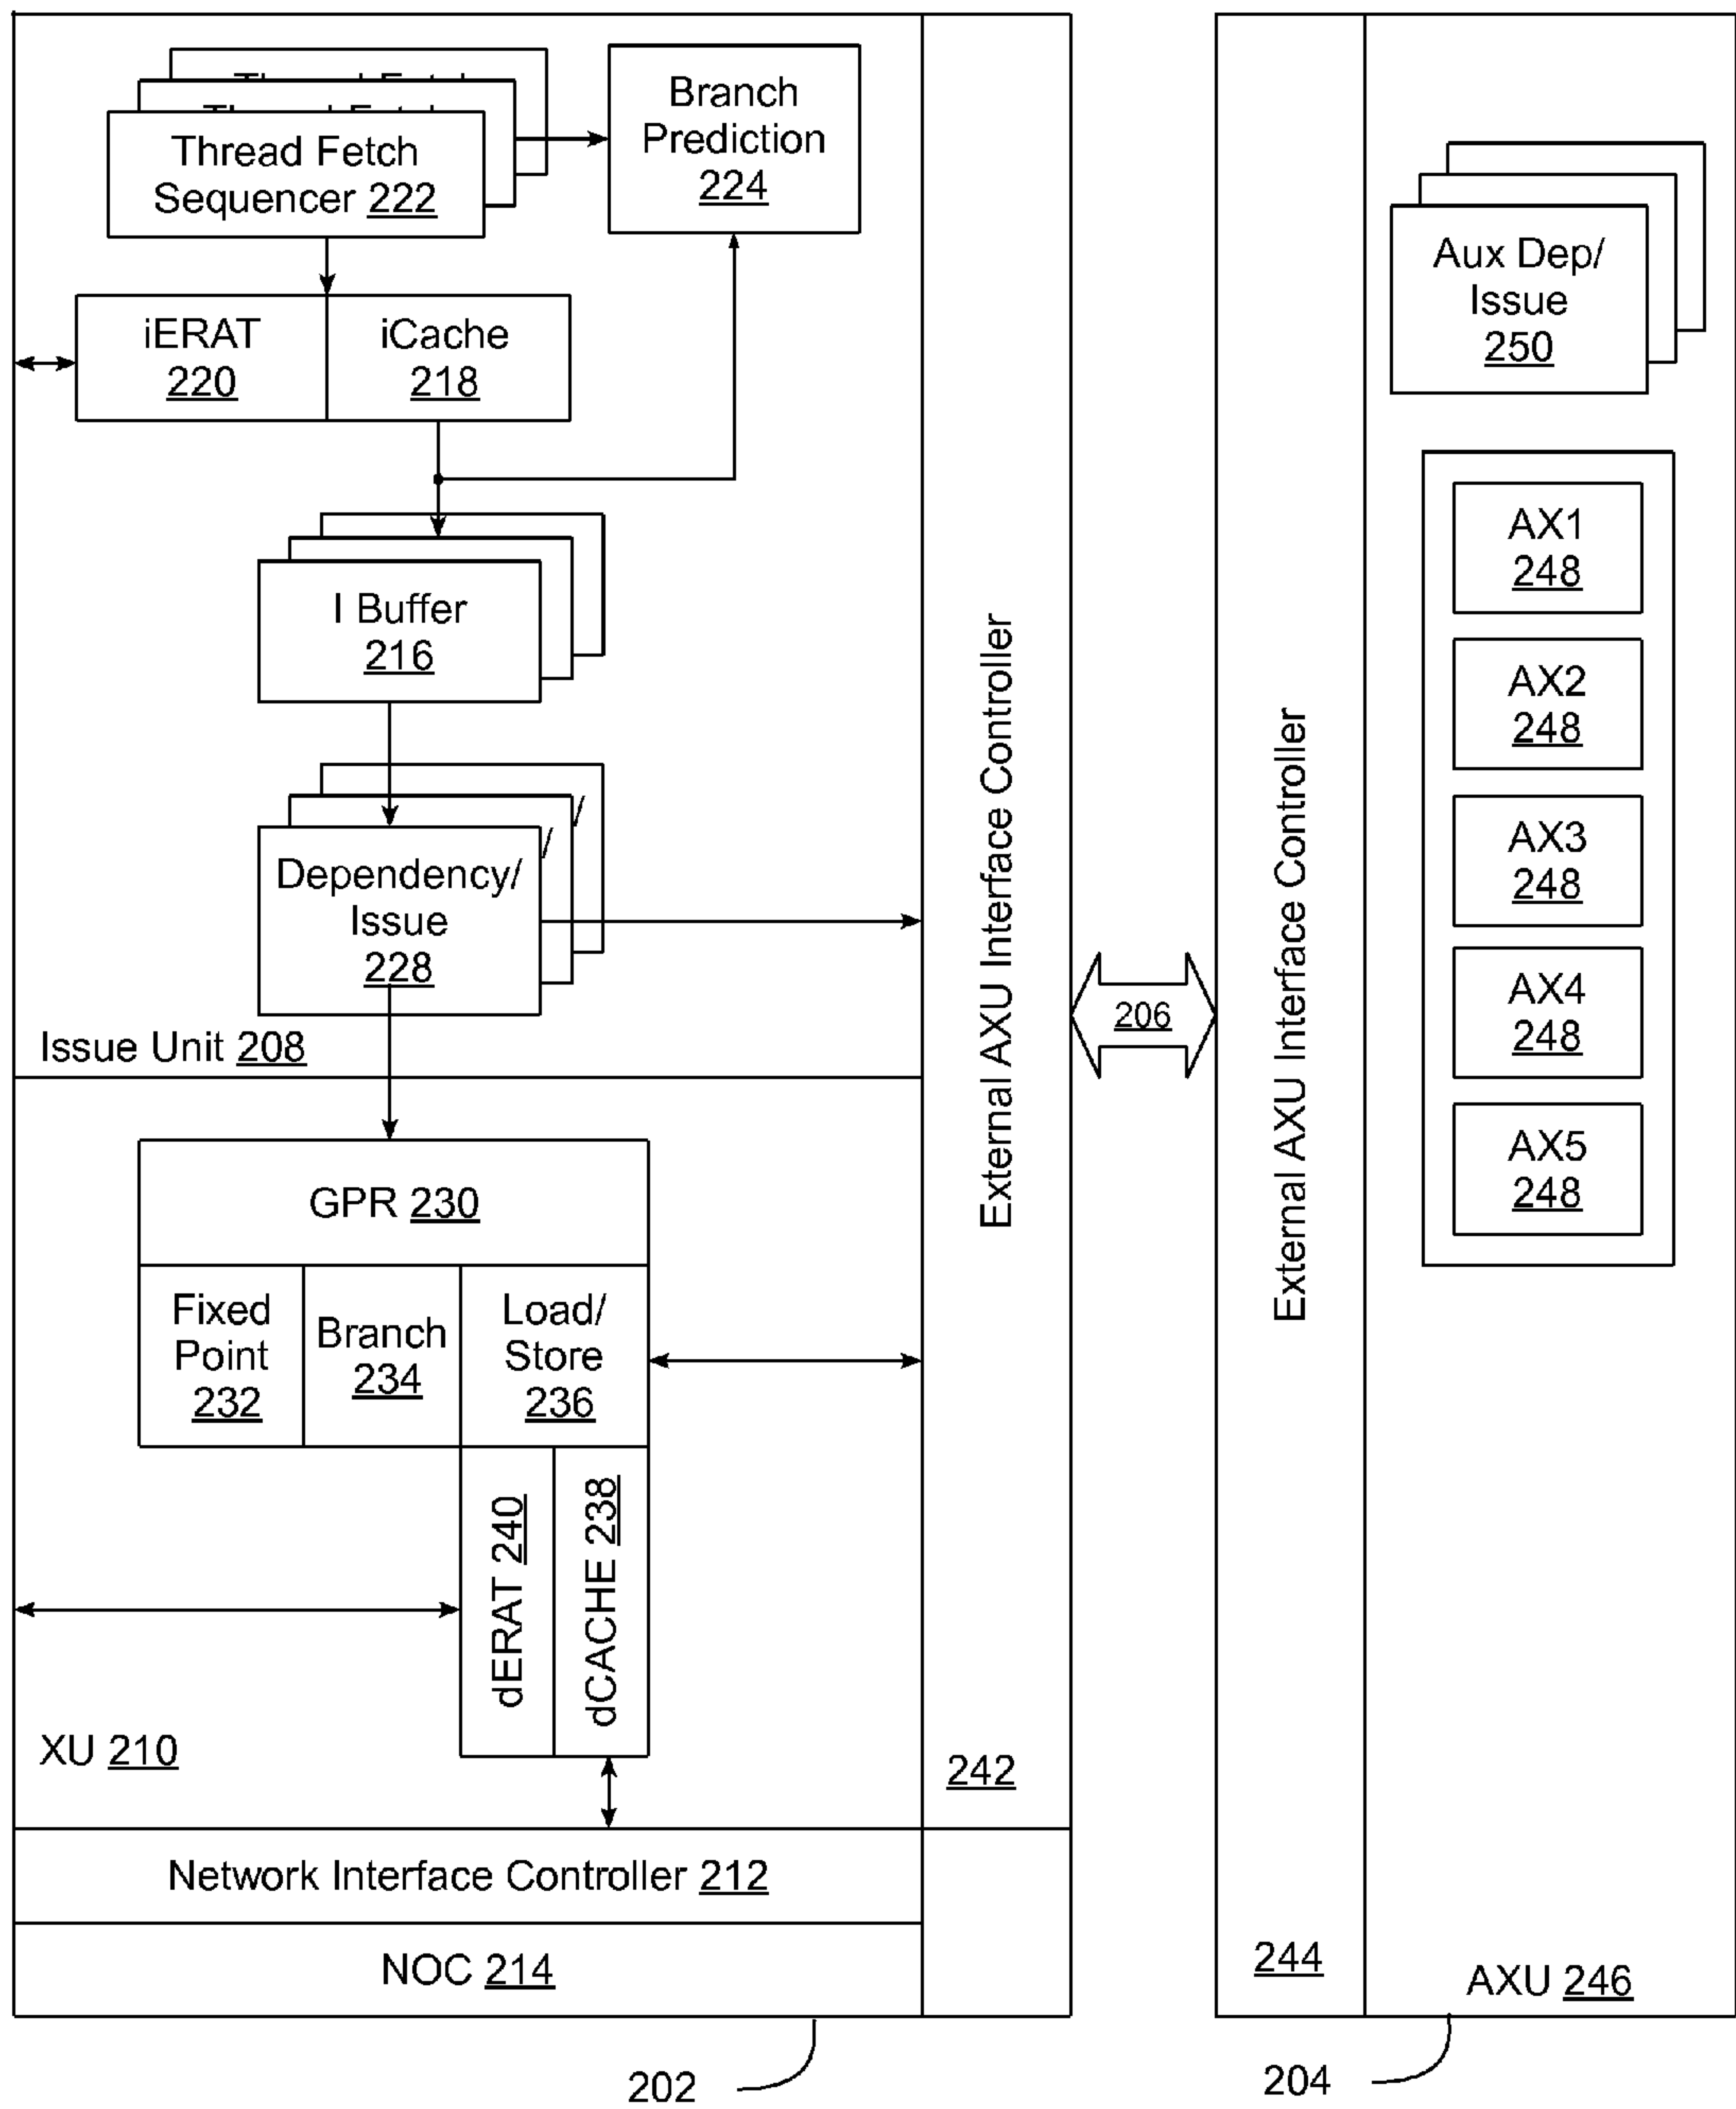 Thread Fetch
Sequencer 222
Branch
Prediction
224
iERAT
220
iCache
218
I Buffer
216
Dependency/
Issue
228
Issue Unit 208
GPR 230
Fixed
Point
232
Branch
234
Load/
Store
236
dERAT 240
dCACHE 238
XU 210
Network Interface Controller 212
NOC 214
External AXU Interface Controller
242
206
External AXU Interface Controller
244
Aux Dep/
Issue
250
AX1
248
AX2
248
AX3
248
AX4
248
AX5
248
AXU 246
202
204